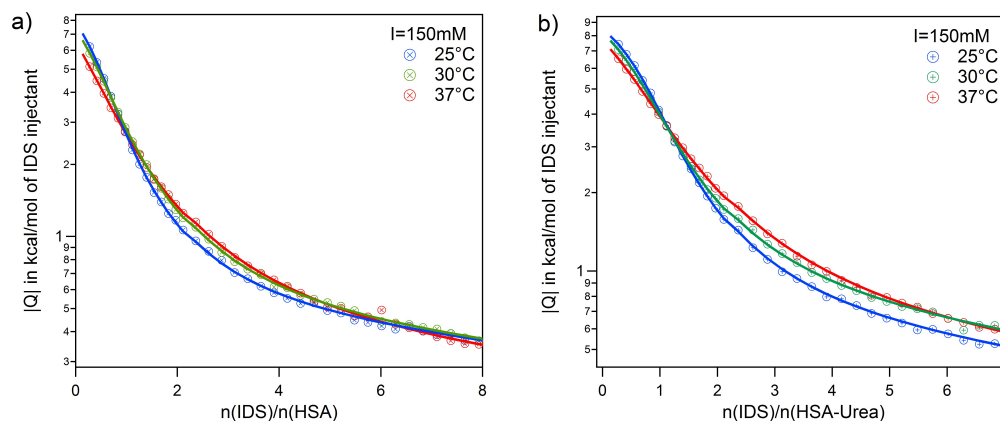 a)
I=150mM
25°C
30°C
37°C
|Q| in kcal/mol of IDS injectant
8
7
6
5
4
3
2
1
9
8
7
6
5
4
3
0 2 4 6 8
n(IDS)/n(HSA)
b)
I=150mM
25°C
30°C
37°C
|Q| in kcal/mol of IDS injectant
9
8
7
6
5
4
3
2
1
9
8
7
6
5
0 1 2 3 4 5 6
n(IDS)/n(HSA-Urea)